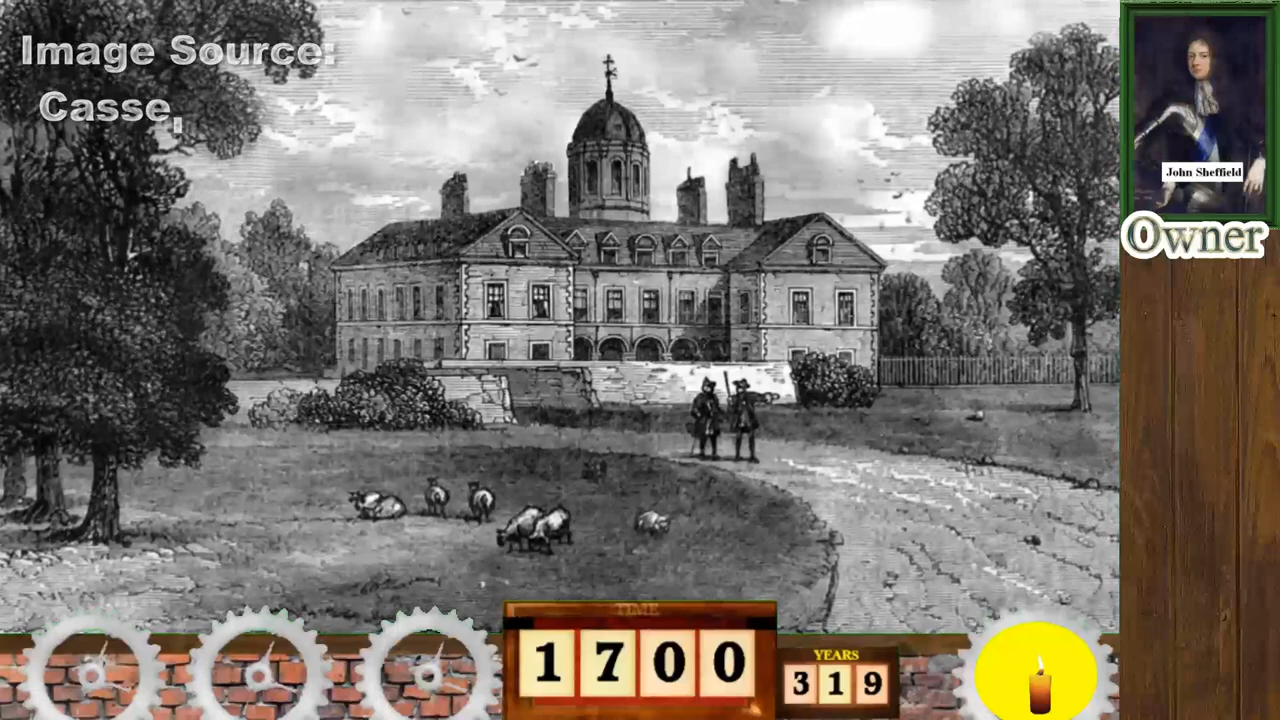 Image Source:
Casse
John Sheffield
Owner
TIME
1700
YEARS
319